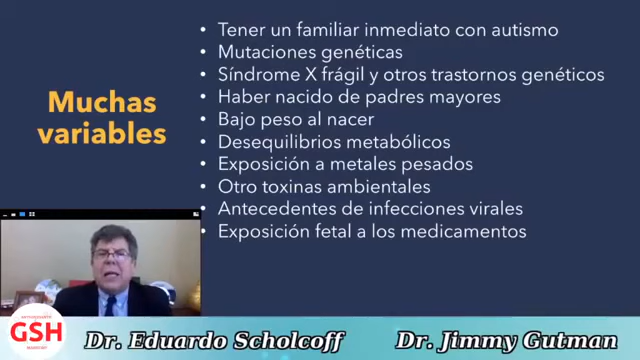 Muchas
variables
• Tener un familiar inmediato con autismo
• Mutaciones genéticas
• Síndrome X frágil y otros trastornos genéticos
• Haber nacido de padres mayores
• Bajo peso al nacer
• Desequilibrios metabólicos
• Exposición a metales pesados
• Otro toxinas ambientales
• Antecedentes de infecciones virales
• Exposición fetal a los medicamentos
GSH
Dr. Eduardo Scholcoff
Dr. Jimmy Gutman